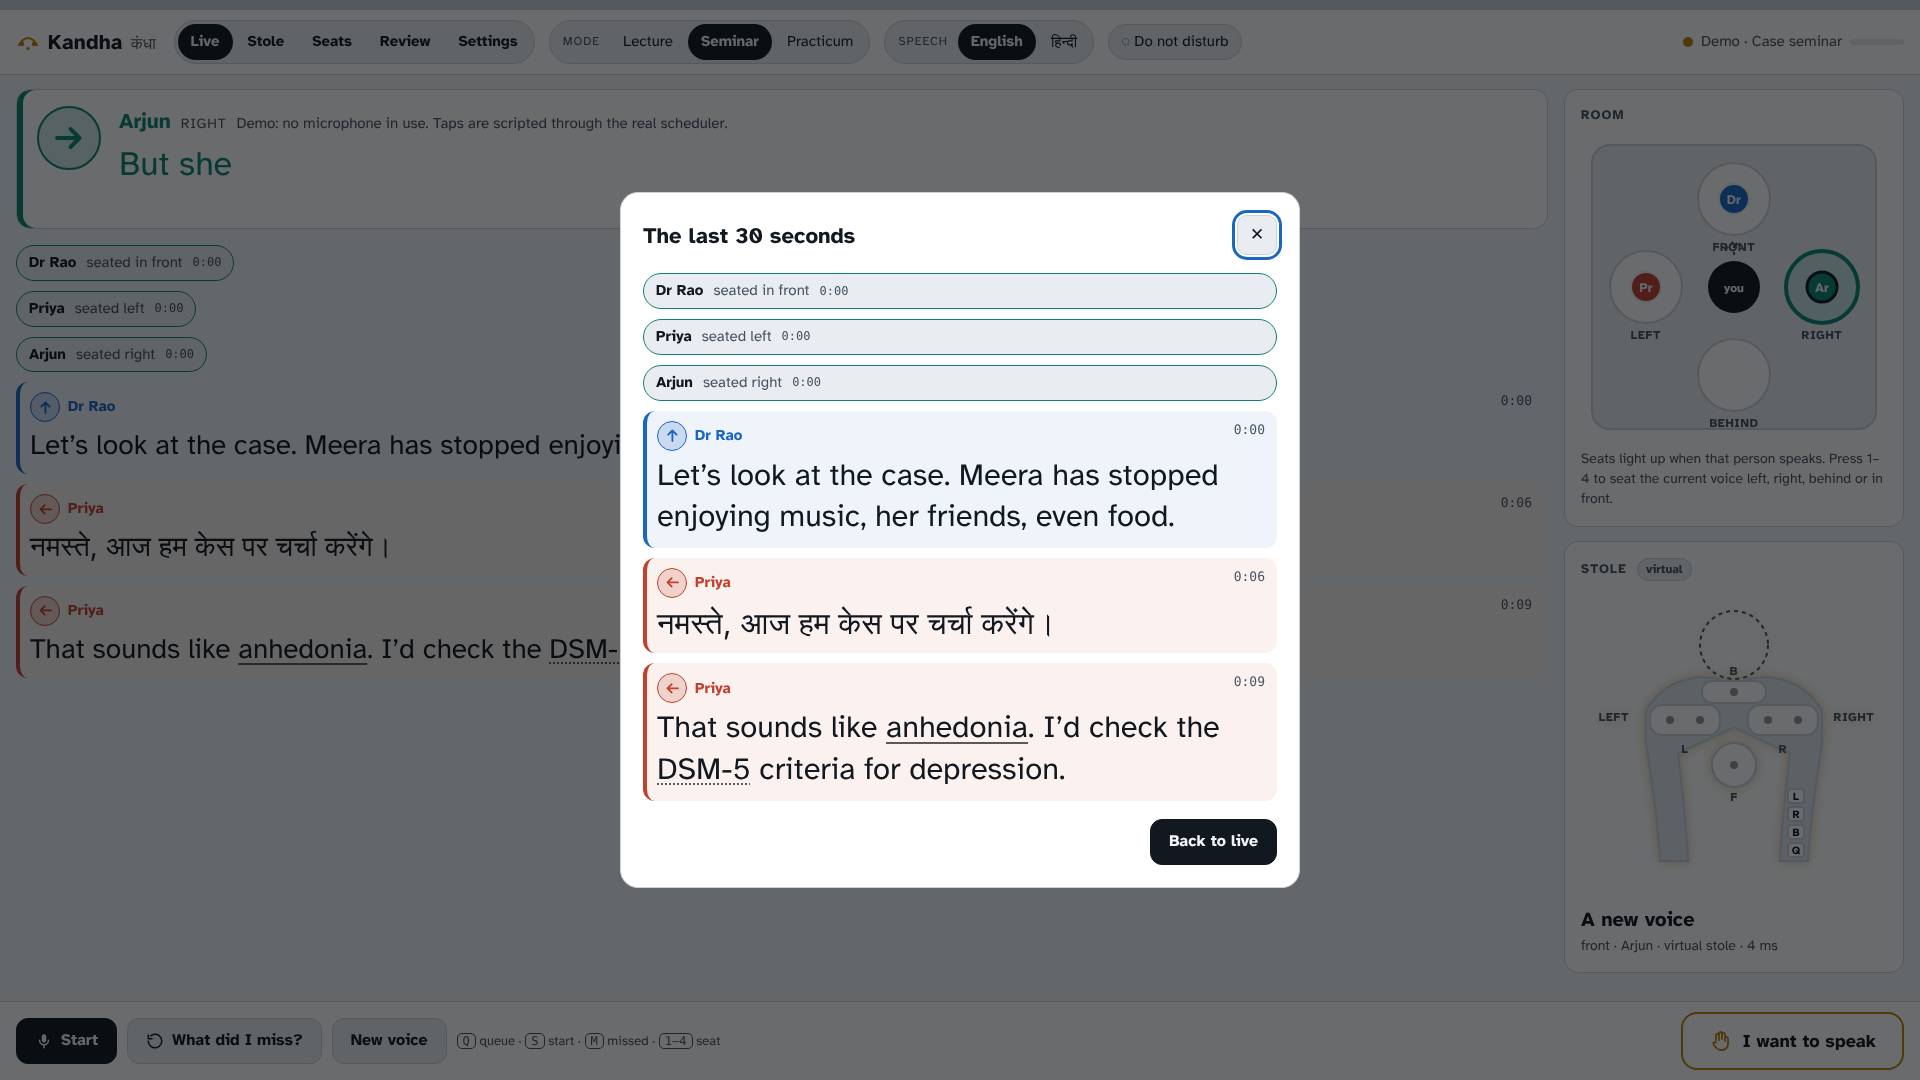 Kandha कंधा
Live Stole Seats Review Settings
MODE Lecture Seminar Practicum
SPEECH English हिन्दी
Do not disturb
Demo · Case seminar
Arjun RIGHT Demo: no microphone in use. Taps are scripted through the real scheduler.
But she
Dr Rao seated in front 0:00
Priya seated left 0:00
Arjun seated right 0:00
Dr Rao 0:00
Let’s look at the case. Meera has stopped enjoyi
Priya 0:06
नमस्ते, आज हम केस पर चर्चा करेंगे।
Priya 0:09
That sounds like anhedonia. I’d check the DSM-
The last 30 seconds
×
Dr Rao seated in front 0:00
Priya seated left 0:00
Arjun seated right 0:00
Dr Rao 0:00
Let’s look at the case. Meera has stopped
enjoying music, her friends, even food.
Priya 0:06
नमस्ते, आज हम केस पर चर्चा करेंगे।
Priya 0:09
That sounds like anhedonia. I’d check the
DSM-5 criteria for depression.
Back to live
ROOM
Dr
FRONT
Pr you Ar
LEFT RIGHT
BEHIND
Seats light up when that person speaks. Press 1–
4 to seat the current voice left, right, behind or in
front.
STOLE virtual
B
LEFT RIGHT
L R
F
L
R
B
Q
A new voice
front · Arjun · virtual stole · 4 ms
Start What did I miss? New voice Q queue · S start · M missed · 1–4 seat
I want to speak